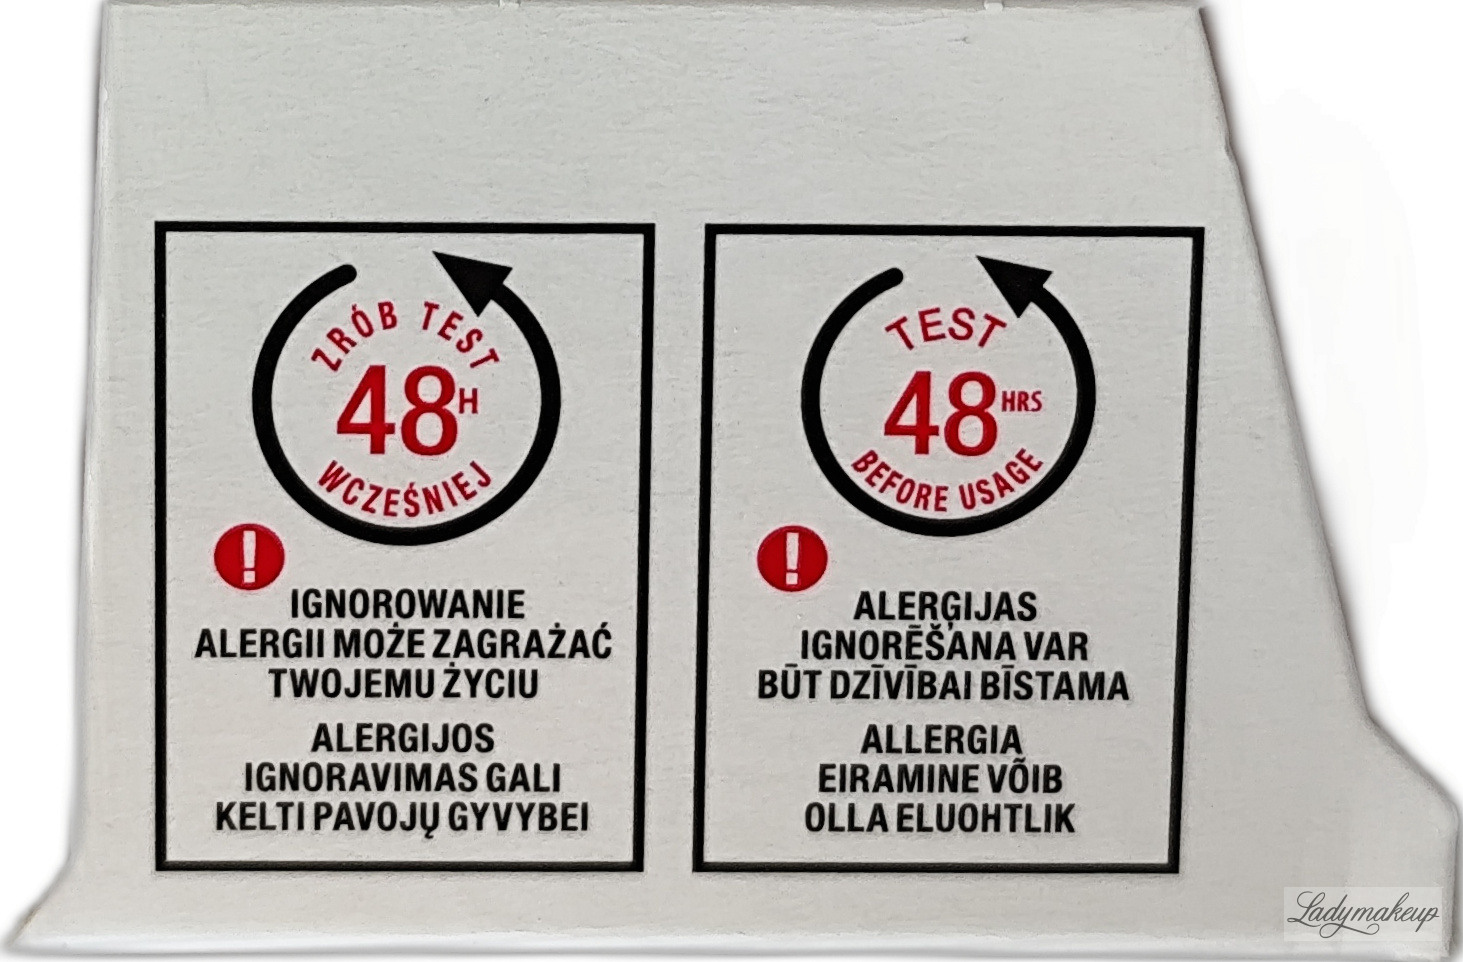 ZRÓB TEST
48H
WCZEŚNIEJ
!
IGNOROWANIE
ALERGII MOŻE ZAGRAŻAĆ
TWOJEMU ŻYCIU
ALERGIJOS
IGNORAVIMAS GALI
KELTI PAVOJŲ GYVYBEI
TEST
48HRS
BEFORE USAGE
!
ALERĢIJAS
IGNORĒŠANA VAR
BŪT DZĪVĪBAI BĪSTAMA
ALLERGIA
EIRAMINE VÕIB
OLLA ELUOHTLIK
Ladymakeup